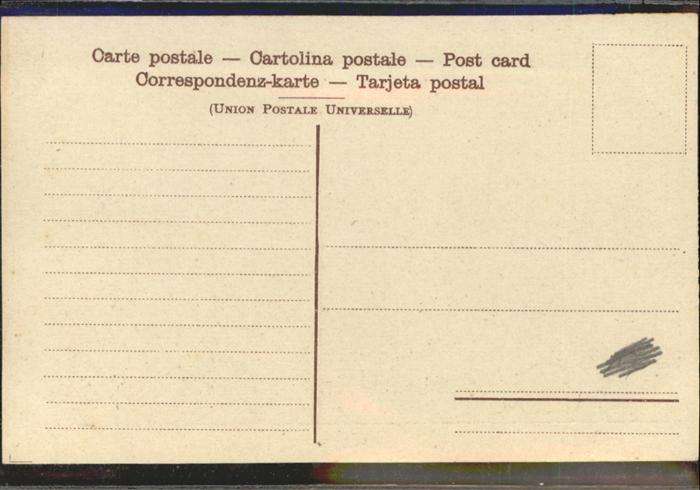 Carte postale — Cartolina postale — Post card
Correspondenz-karte — Tarjeta postal
(Union Postale Universelle)